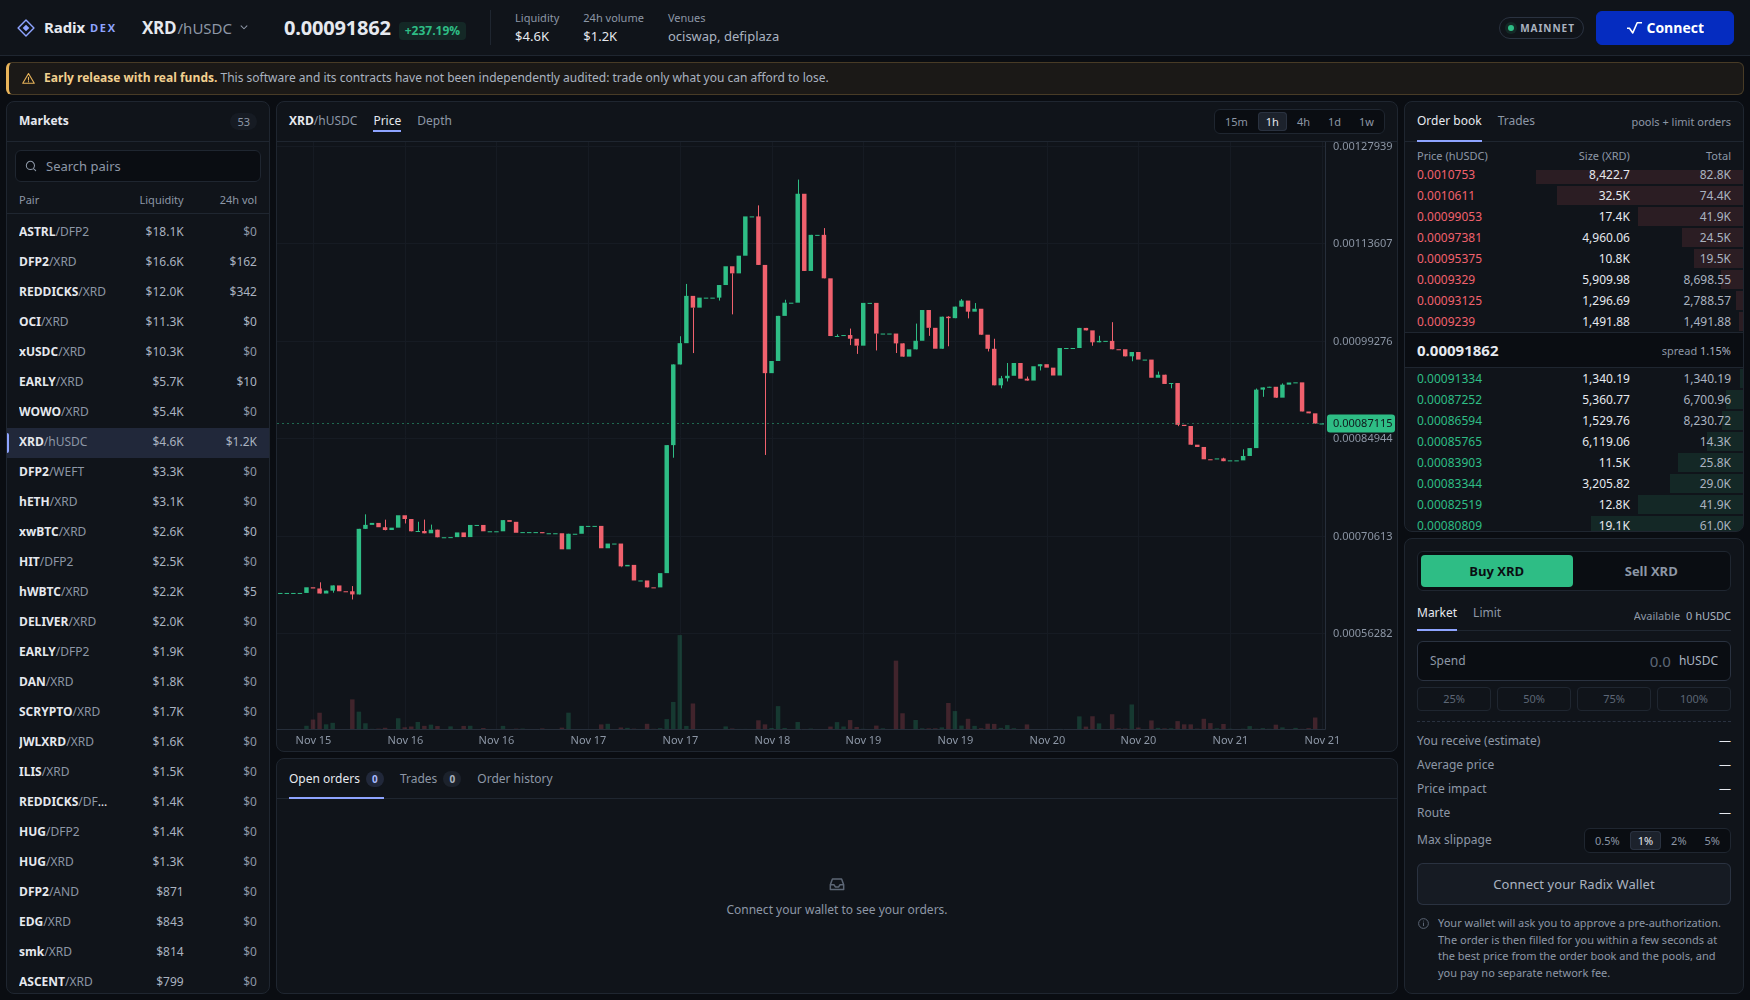 Radix DEX
XRD/hUSDC
0.00091862 +237.19%
Liquidity
$4.6K
24h volume
$1.2K
Venues
ociswap, defiplaza
MAINNET
Connect
Early release with real funds. This software and its contracts have not been independently audited: trade only what you can afford to lose.
Markets 53
Search pairs
Pair Liquidity 24h vol
ASTRL/DFP2 $18.1K $0
DFP2/XRD $16.6K $162
REDDICKS/XRD $12.0K $342
OCI/XRD $11.3K $0
xUSDC/XRD $10.3K $0
EARLY/XRD $5.7K $10
WOWO/XRD $5.4K $0
XRD/hUSDC $4.6K $1.2K
DFP2/WEFT $3.3K $0
hETH/XRD $3.1K $0
xwBTC/XRD $2.6K $0
HIT/DFP2 $2.5K $0
hWBTC/XRD $2.2K $5
DELIVER/XRD $2.0K $0
EARLY/DFP2 $1.9K $0
DAN/XRD $1.8K $0
SCRYPTO/XRD $1.7K $0
JWLXRD/XRD $1.6K $0
ILIS/XRD $1.5K $0
REDDICKS/DF... $1.4K $0
HUG/DFP2 $1.4K $0
HUG/XRD $1.3K $0
DFP2/AND $871 $0
EDG/XRD $843 $0
smk/XRD $814 $0
ASCENT/XRD $799 $0
XRD/hUSDC Price Depth
15m 1h 4h 1d 1w
0.00127939
0.00113607
0.00099276
0.00087115
0.00084944
0.00070613
0.00056282
Nov 15 Nov 16 Nov 16 Nov 17 Nov 17 Nov 18 Nov 19 Nov 19 Nov 20 Nov 20 Nov 21 Nov 21
Open orders 0 Trades 0 Order history
Connect your wallet to see your orders.
Order book Trades pools + limit orders
Price (hUSDC) Size (XRD) Total
0.0010753 8,422.7 82.8K
0.0010611 32.5K 74.4K
0.00099053 17.4K 41.9K
0.00097381 4,960.06 24.5K
0.00095375 10.8K 19.5K
0.0009329 5,909.98 8,698.55
0.00093125 1,296.69 2,788.57
0.0009239 1,491.88 1,491.88
0.00091862 spread 1.15%
0.00091334 1,340.19 1,340.19
0.00087252 5,360.77 6,700.96
0.00086594 1,529.76 8,230.72
0.00085765 6,119.06 14.3K
0.00083903 11.5K 25.8K
0.00083344 3,205.82 29.0K
0.00082519 12.8K 41.9K
0.00080809 19.1K 61.0K
Buy XRD Sell XRD
Market Limit Available 0 hUSDC
Spend 0.0 hUSDC
25% 50% 75% 100%
You receive (estimate) —
Average price —
Price impact —
Route —
Max slippage 0.5% 1% 2% 5%
Connect your Radix Wallet
Your wallet will ask you to approve a pre-authorization.
The order is then filled for you within a few seconds at
the best price from the order book and the pools, and
you pay no separate network fee.